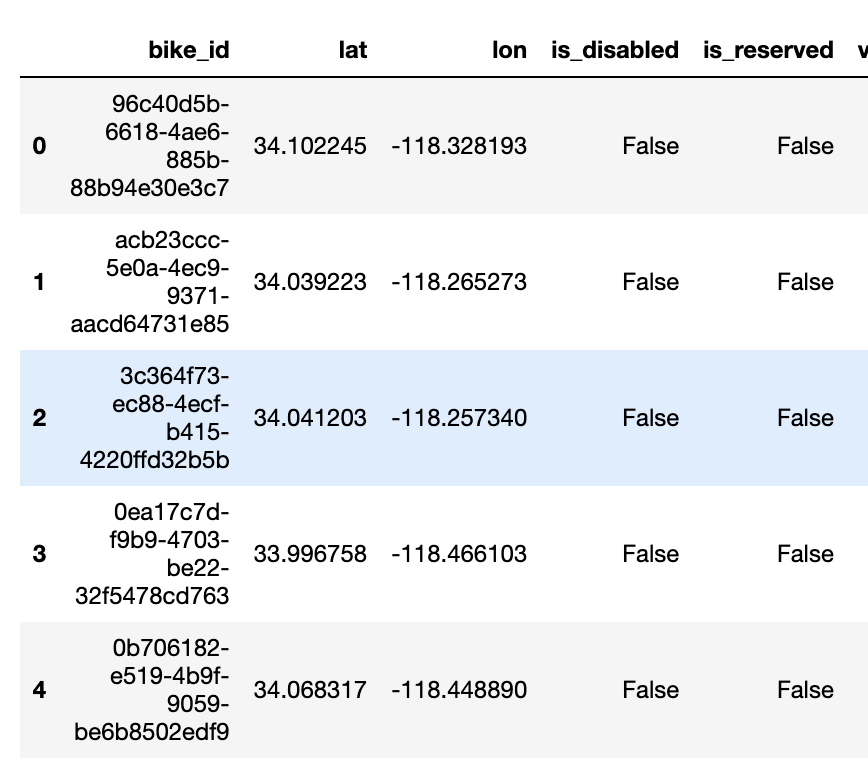 bike_id lat lon is_disabled is_reserved v
0 96c40d5b-
6618-4ae6-
885b-
88b94e30e3c7 34.102245 -118.328193 False False
1 acb23ccc-
5e0a-4ec9-
9371-
aacd64731e85 34.039223 -118.265273 False False
2 3c364f73-
ec88-4ecf-
b415-
4220ffd32b5b 34.041203 -118.257340 False False
3 0ea17c7d-
f9b9-4703-
be22-
32f5478cd763 33.996758 -118.466103 False False
4 0b706182-
e519-4b9f-
9059-
be6b8502edf9 34.068317 -118.448890 False False